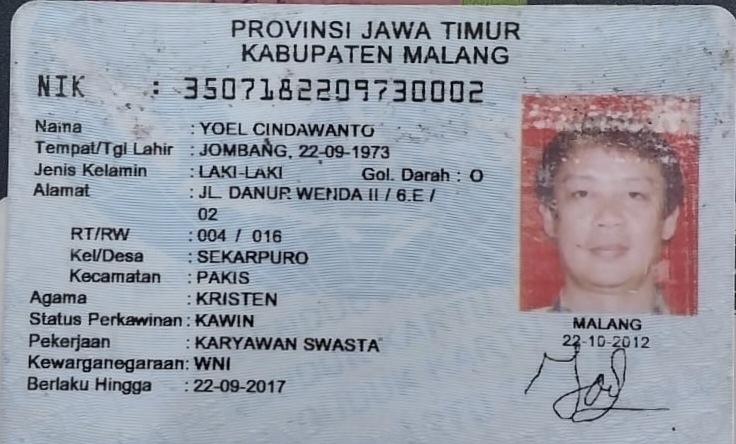 PROVINSI JAWA TIMUR
KABUPATEN MALANG
NIK : 3507182209730002
Nama : YOEL CINDAWANTO
Tempat/Tgl Lahir : JOMBANG, 22-09-1973
Jenis Kelamin : LAKI-LAKI Gol. Darah : O
Alamat : JL. DANUR WENDA II / 6.E /
02
RT/RW : 004 / 016
Kel/Desa : SEKARPURO
Kecamatan : PAKIS
Agama : KRISTEN
Status Perkawinan : KAWIN
Pekerjaan : KARYAWAN SWASTA
Kewarganegaraan : WNI
Berlaku Hingga : 22-09-2017
MALANG
22-10-2012